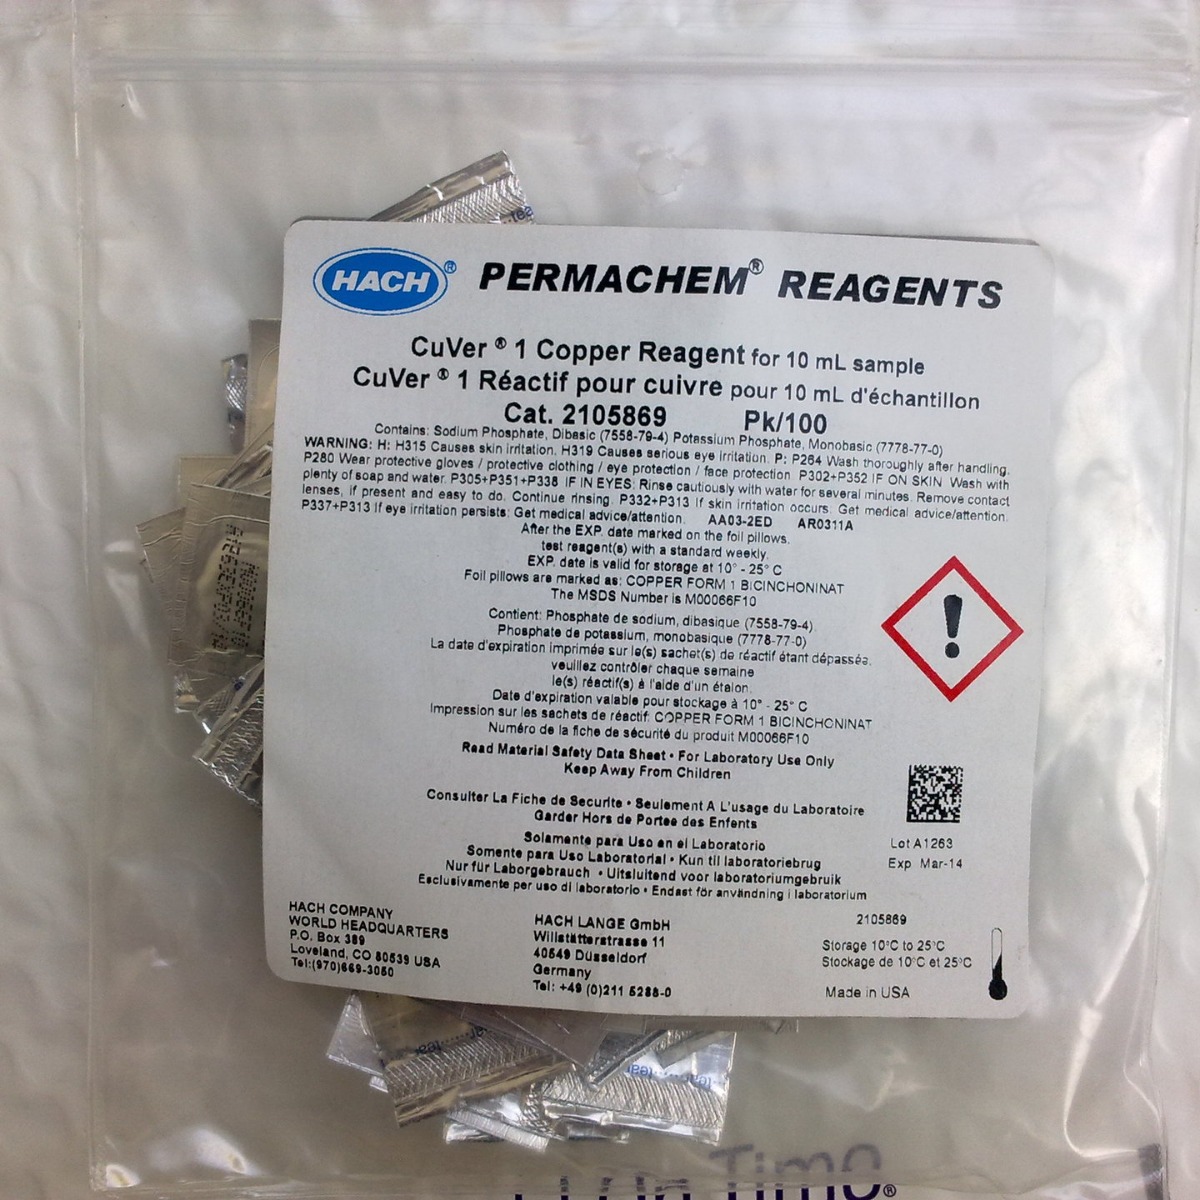 HACH® PERMACHEM® REAGENTS
CuVer ® 1 Copper Reagent for 10 mL sample
CuVer ® 1 Réactif pour cuivre pour 10 mL d'échantillon
Cat. 2105869 Pk/100
Contains: Sodium Phosphate, Dibasic (7558-79-4) Potassium Phosphate, Monobasic (7778-77-0)
WARNING: H: H315 Causes skin irritation. H319 Causes serious eye irritation. P: P264 Wash thoroughly after handling.
P280 Wear protective gloves / protective clothing / eye protection / face protection. P302+P352 IF ON SKIN: Wash with
plenty of soap and water. P305+P351+P338 IF IN EYES: Rinse cautiously with water for several minutes. Remove contact
lenses, if present and easy to do. Continue rinsing. P332+P313 If skin irritation occurs: Get medical advice/attention.
P337+P313 If eye irritation persists: Get medical advice/attention. AA03-2ED AR0311A
After the EXP. date marked on the foil pillows.
test reagent(s) with a standard weekly.
EXP. date is valid for storage at 10° - 25° C
Foil pillows are marked as: COPPER FORM 1 BICINCHONINAT
The MSDS Number is M00066F10
Contient: Phosphate de sodium, dibasique (7558-79-4)
Phosphate de potassium, monobasique (7778-77-0)
La date d'expiration imprimée sur le(s) sachet(s) de réactif étant dépassée,
veuillez contrôler chaque semaine
le(s) réactif(s) à l'aide d'un étalon.
Date d'expiration valable pour stockage à 10° - 25° C
Impression sur les sachets de réactif: COPPER FORM 1 BICINCHONINAT
Numéro de la fiche de sécurité du produit M00066F10
Read Material Safety Data Sheet • For Laboratory Use Only
Keep Away From Children
Consulter La Fiche de Securite • Seulement A L'usage du Laboratoire
Garder Hors de Portee des Enfents
Solamente para Uso en el Laboratorio
Somente para Uso Laboratorial • Kun til laboratoriebrug
Nur für Laborgebrauch • Uitsluitend voor laboratoriumgebruik
Esclusivamente per uso di laboratorio • Endast för användning i laboratorium
Lot A1263
Exp Mar-14
HACH COMPANY
WORLD HEADQUARTERS
P.O. Box 389
Loveland, CO 80539 USA
Tel:(970)669-3050
HACH LANGE GmbH
Willstätterstrasse 11
40549 Düsseldorf
Germany
Tel: +49 (0)211 5288-0
2105869
Storage 10°C to 25°C
Stockage de 10°C et 25°C
Made in USA